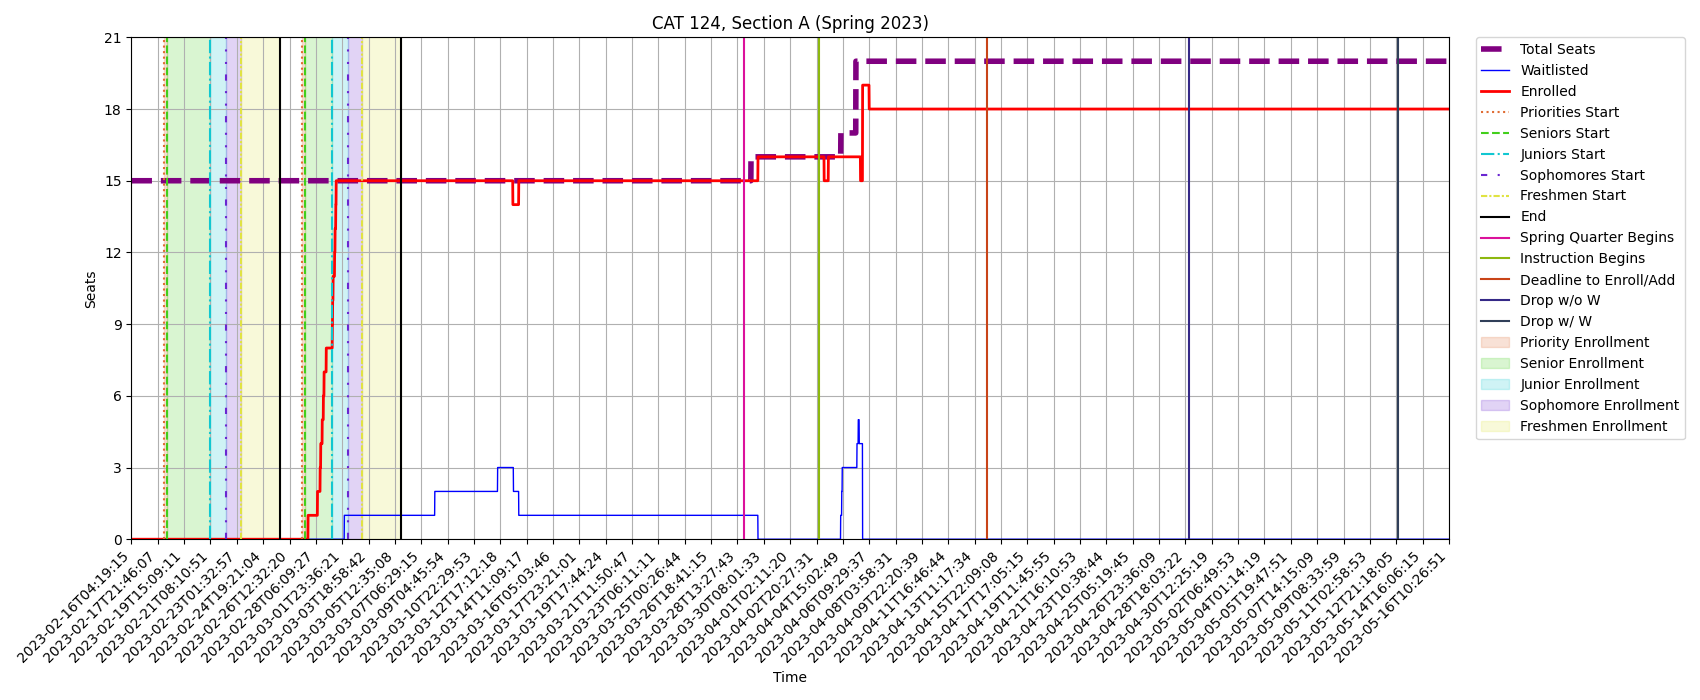 CAT 124, Section A (Spring 2023)
Seats
21
18
15
12
9
6
3
0
2023-02-16T04:19:15
2023-02-17T21:46:07
2023-02-19T15:09:11
2023-02-21T08:10:51
2023-02-23T01:32:57
2023-02-24T19:21:04
2023-02-26T12:32:20
2023-02-28T06:09:27
2023-03-01T23:36:21
2023-03-03T18:58:42
2023-03-05T12:35:08
2023-03-07T06:29:15
2023-03-09T04:45:54
2023-03-10T22:29:53
2023-03-12T17:12:18
2023-03-14T11:09:17
2023-03-16T05:03:46
2023-03-17T23:21:01
2023-03-19T17:44:24
2023-03-21T11:50:47
2023-03-23T06:11:11
2023-03-25T00:26:44
2023-03-26T18:41:15
2023-03-28T13:27:43
2023-03-30T08:01:33
2023-04-01T02:11:20
2023-04-02T20:27:31
2023-04-04T15:02:49
2023-04-06T09:29:37
2023-04-08T03:58:31
2023-04-09T22:20:39
2023-04-11T16:46:44
2023-04-13T11:17:34
2023-04-15T22:09:08
2023-04-17T17:05:15
2023-04-19T11:45:55
2023-04-21T16:10:53
2023-04-23T10:38:44
2023-04-25T05:19:45
2023-04-26T23:36:09
2023-04-28T18:03:22
2023-04-30T12:25:19
2023-05-02T06:49:53
2023-05-04T01:14:19
2023-05-05T19:47:51
2023-05-07T14:15:09
2023-05-09T08:33:59
2023-05-11T02:58:53
2023-05-12T21:18:05
2023-05-14T16:06:15
2023-05-16T10:26:51
Time
Total Seats
Waitlisted
Enrolled
Priorities Start
Seniors Start
Juniors Start
Sophomores Start
Freshmen Start
End
Spring Quarter Begins
Instruction Begins
Deadline to Enroll/Add
Drop w/o W
Drop w/ W
Priority Enrollment
Senior Enrollment
Junior Enrollment
Sophomore Enrollment
Freshmen Enrollment